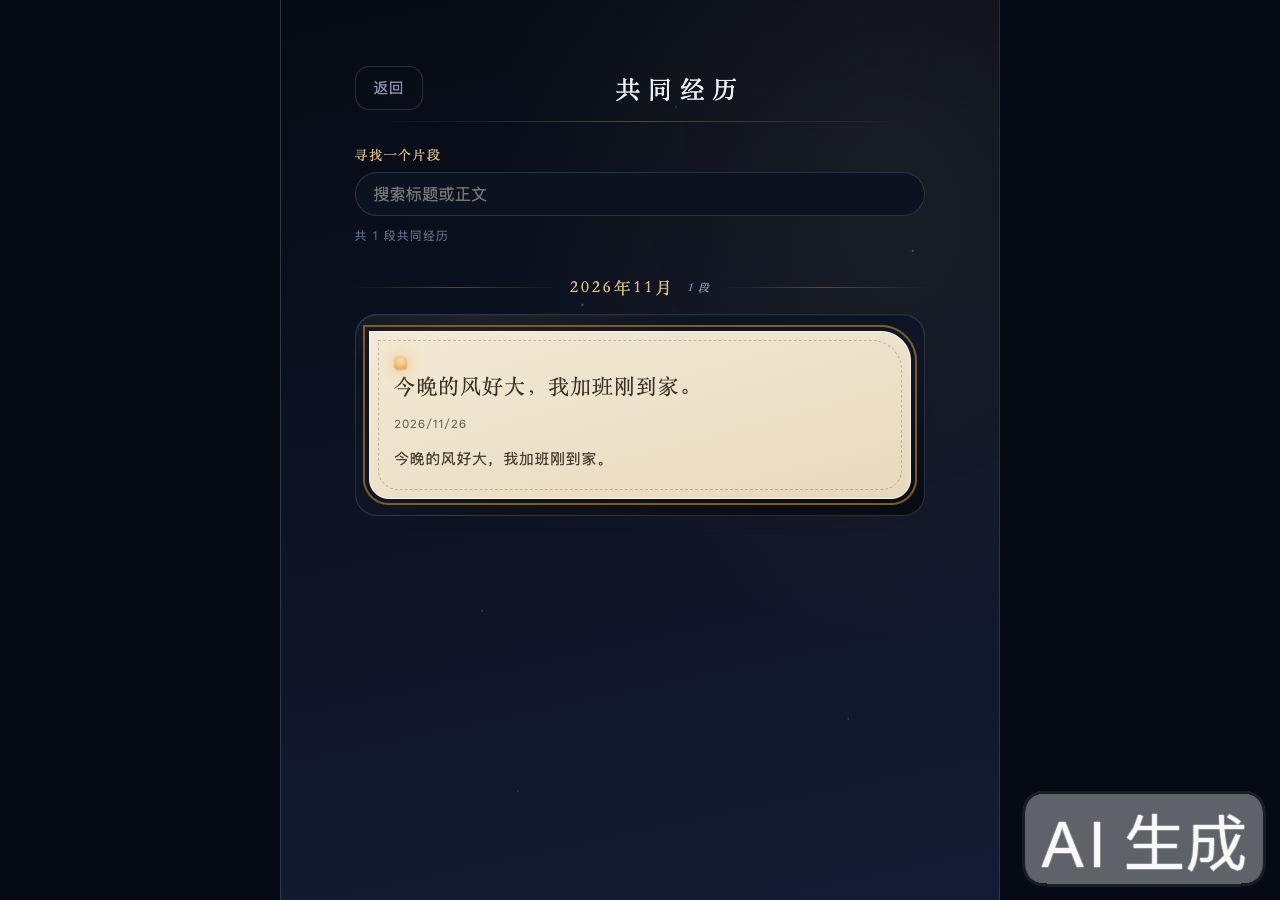 返回
共同经历
寻找一个片段
搜索标题或正文
共 1 段共同经历
2026年11月 1 段
今晚的风好大，我加班刚到家。
2026/11/26
今晚的风好大，我加班刚到家。
AI 生成